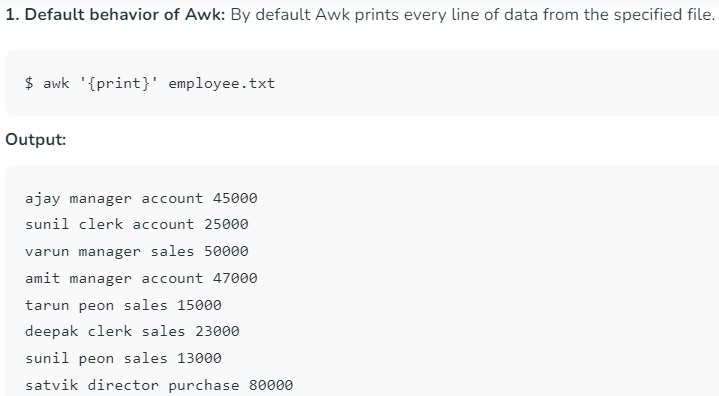 1. Default behavior of Awk: By default Awk prints every line of data from the specified file.
$ awk '{print}' employee.txt
Output:
ajay manager account 45000
sunil clerk account 25000
varun manager sales 50000
amit manager account 47000
tarun peon sales 15000
deepak clerk sales 23000
sunil peon sales 13000
satvik director purchase 80000